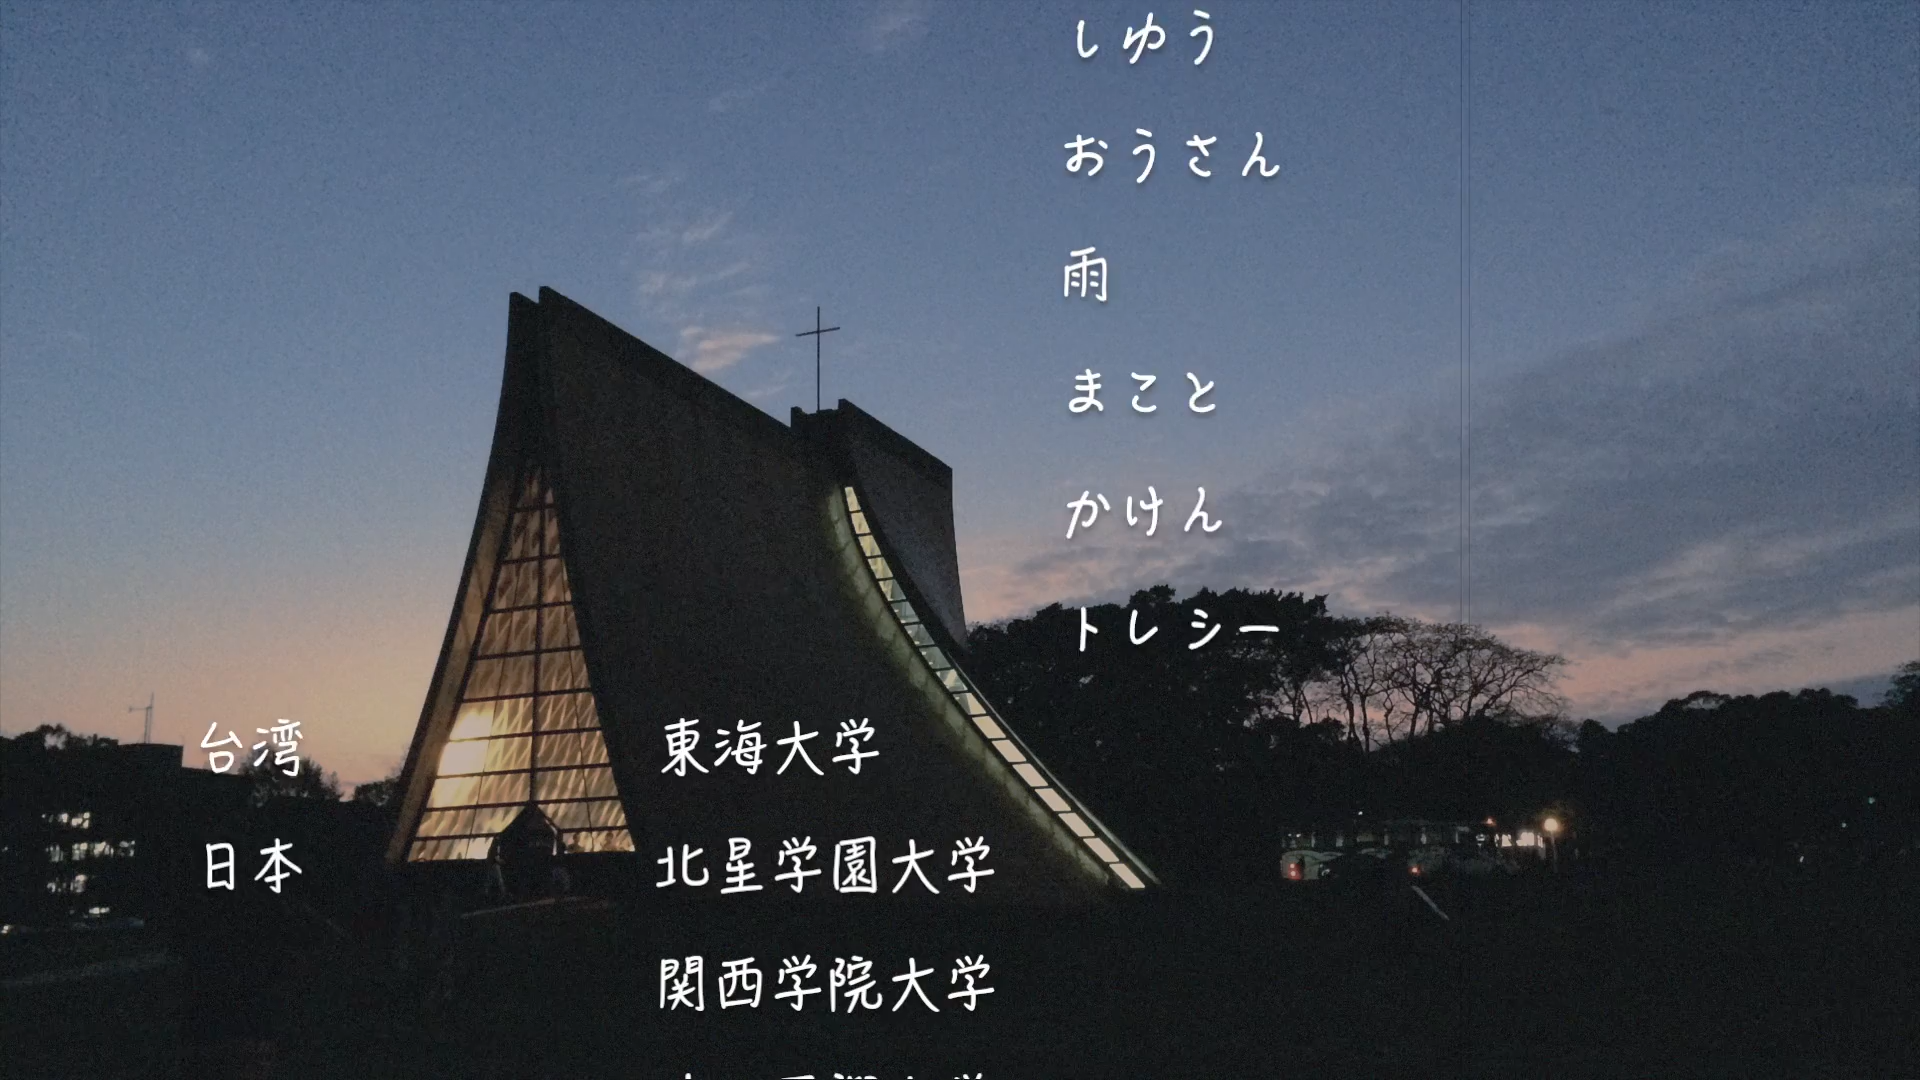 しゆう
おうさん
雨
まこと
かけん
トレシー
台湾 東海大学
日本 北星学園大学
関西学院大学